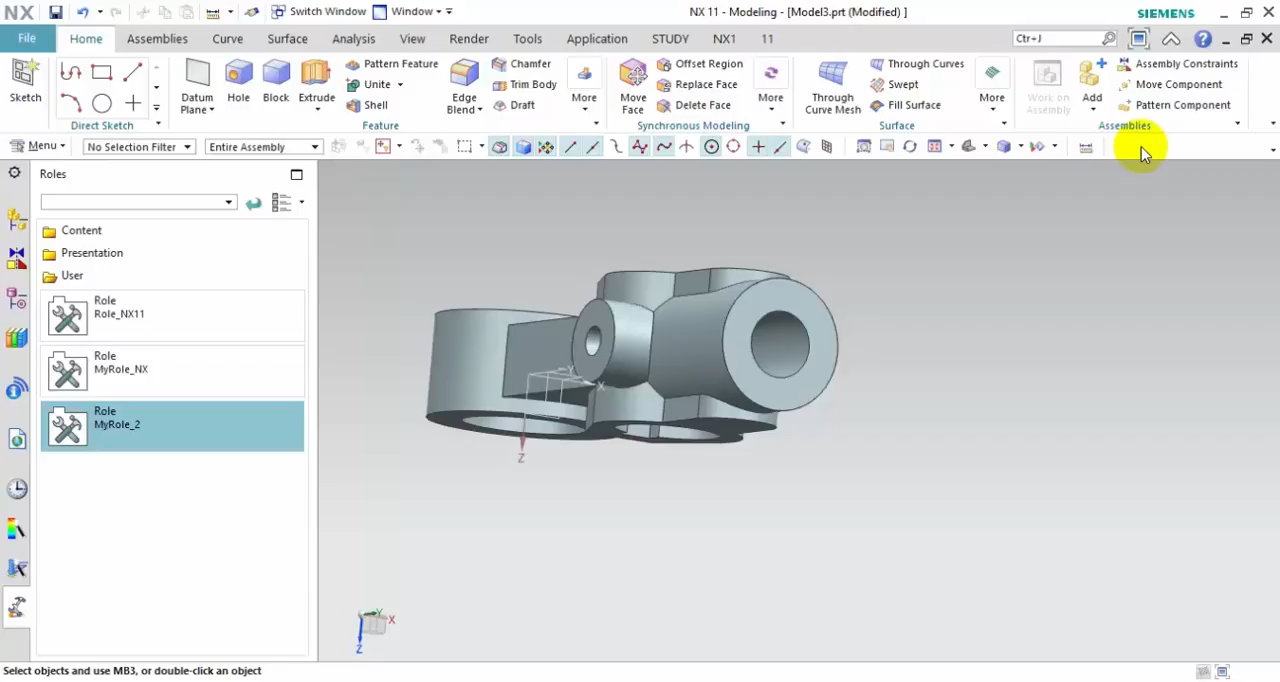 NX
Switch Window
Window
NX 11 - Modeling - [Model3.prt (Modified) ]
SIEMENS
File
Home
Assemblies
Curve
Surface
Analysis
View
Render
Tools
Application
STUDY
NX1
11
Ctr+J
Sketch
Direct Sketch
Datum
Plane
Hole
Block
Extrude
Pattern Feature
Unite
Shell
Edge
Blend
Chamfer
Trim Body
Draft
More
Feature
Move
Face
Offset Region
Replace Face
Delete Face
More
Synchronous Modeling
Through
Curve Mesh
Through Curves
Swept
Fill Surface
More
Surface
Work on
Assembly
Add
Assembly Constraints
Move Component
Pattern Component
Assemblies
Menu
No Selection Filter
Entire Assembly
Roles
Content
Presentation
User
Role
Role_NX11
Role
MyRole_NX
Role
MyRole_2
Y
X
Z
Y
X
Z
Select objects and use MB3, or double-click an object